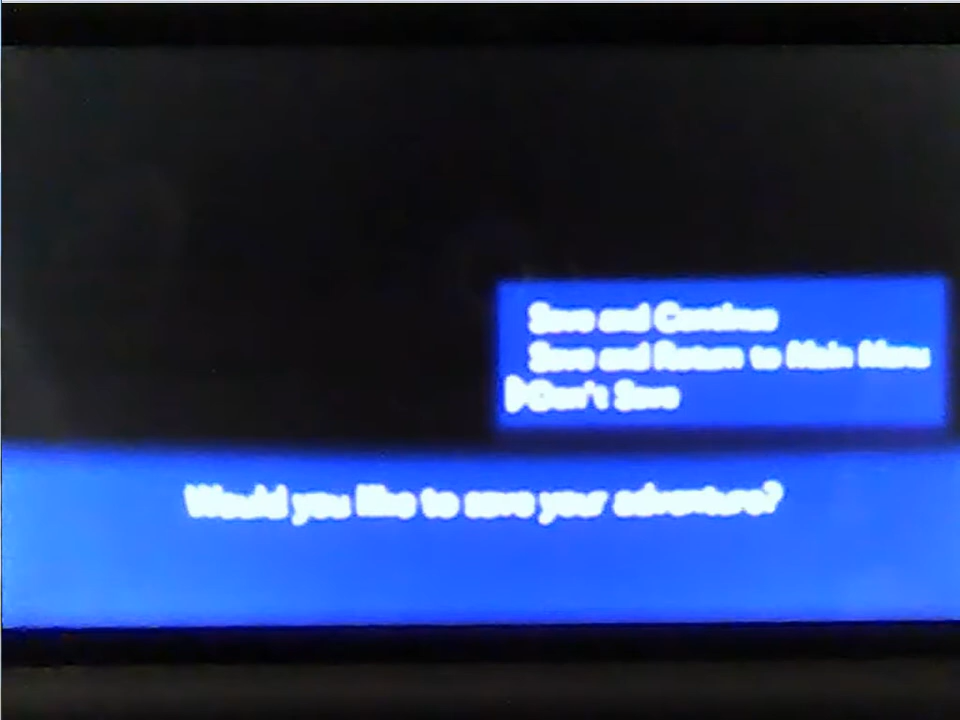 Save and Continue
Save and Return to Main Menu
Don't Save
Would you like to save your adventure?